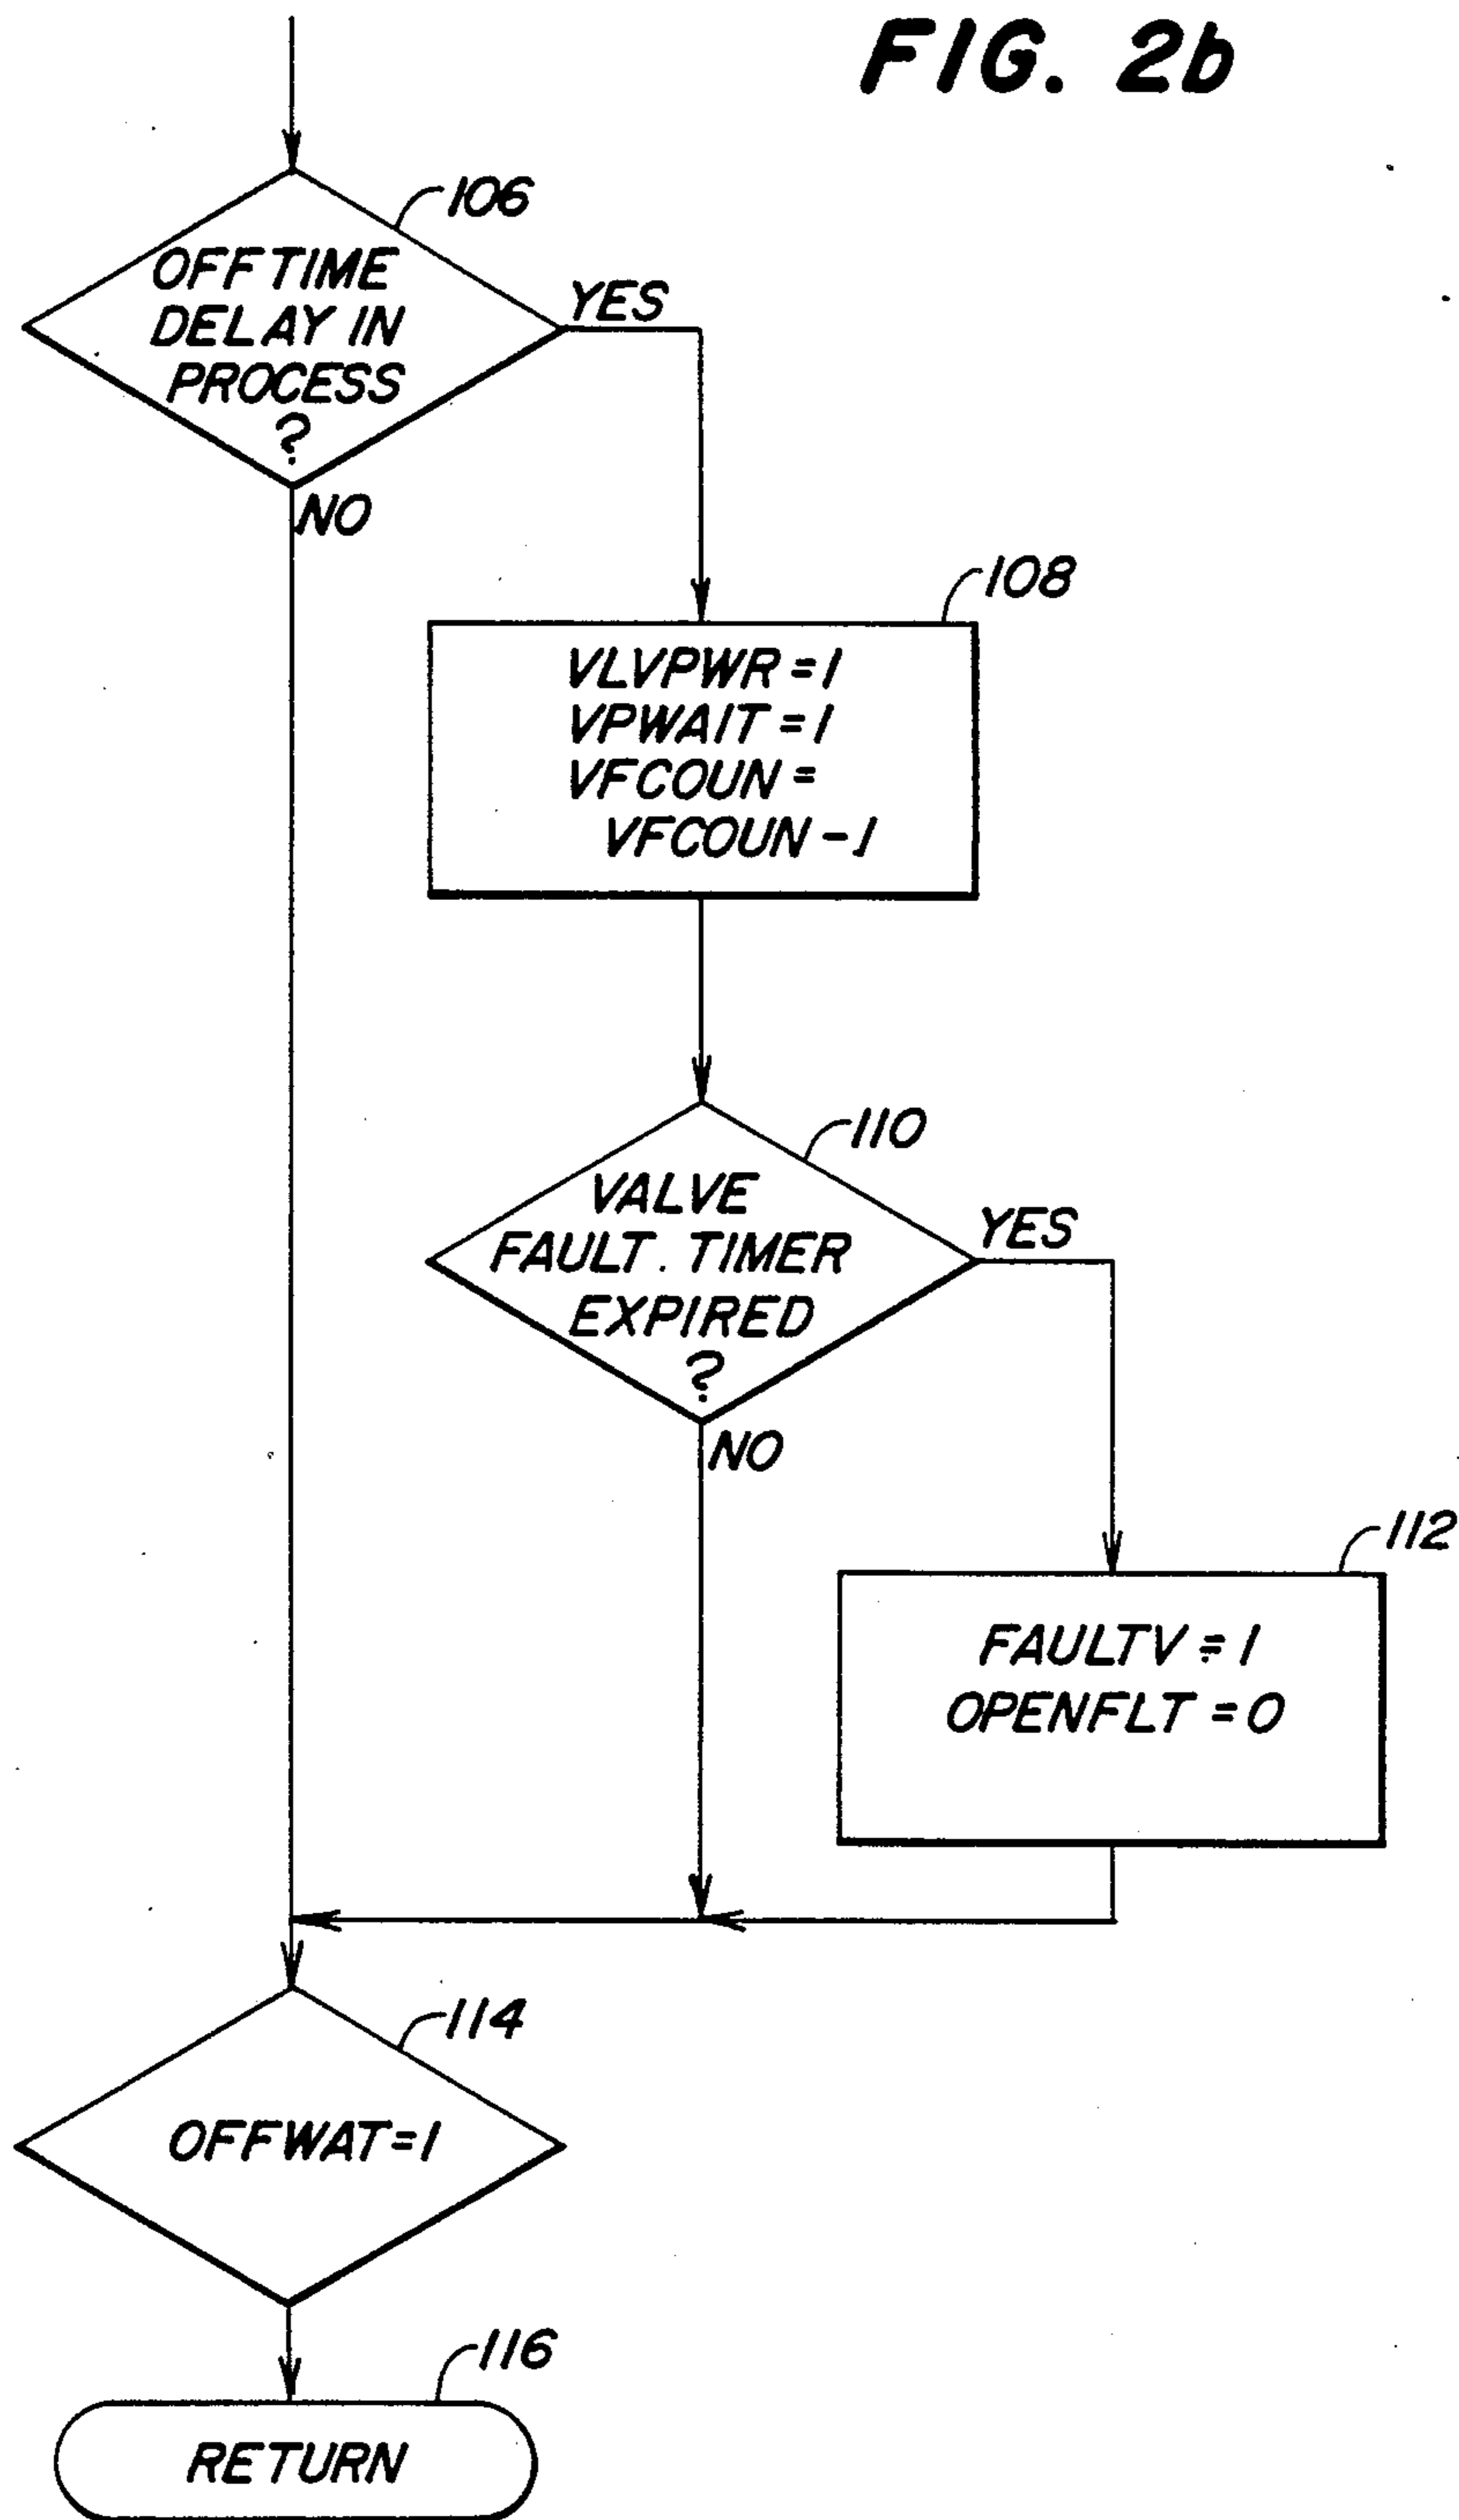 FIG. 2b
106
OFFTIME
DELAY IN
PROCESS
?
YES
NO
108
VLVPWR=1
VPWAIT=1
VFCOUN=
VFCOUN-1
110
VALVE
FAULT. TIMER
EXPIRED
?
YES
NO
112
FAULTV=1
OPENFLT=0
114
OFFWAT=1
116
RETURN